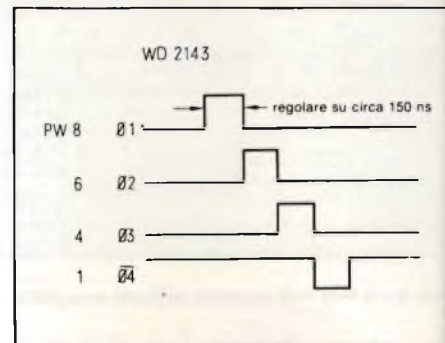 WD 2143
regolare su circa 150 ns
PW 8 Ø1
6 Ø2
4 Ø3
1 Ø4̅